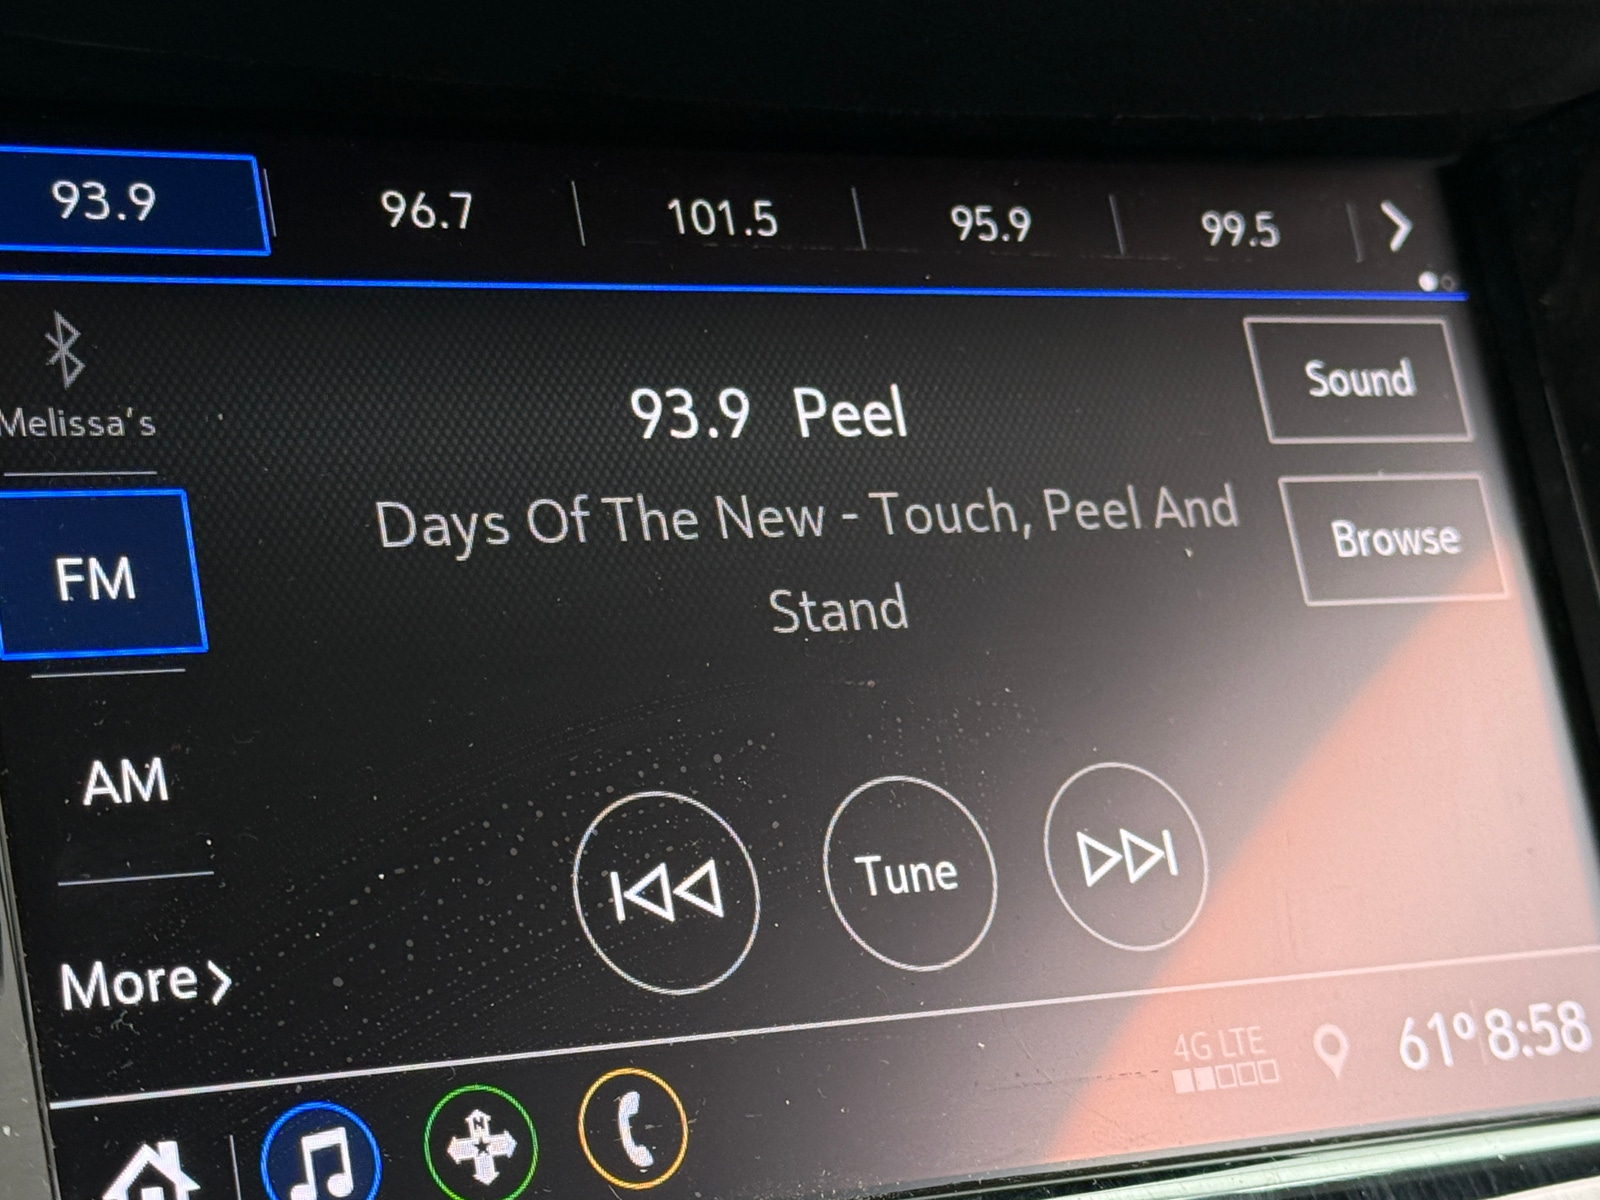 93.9 96.7 101.5 95.9 99.5
Melissa's
93.9 Peel
Sound
Days Of The New - Touch, Peel And
Stand
Browse
FM
AM
Tune
More
4G LTE
61° 8:58
N